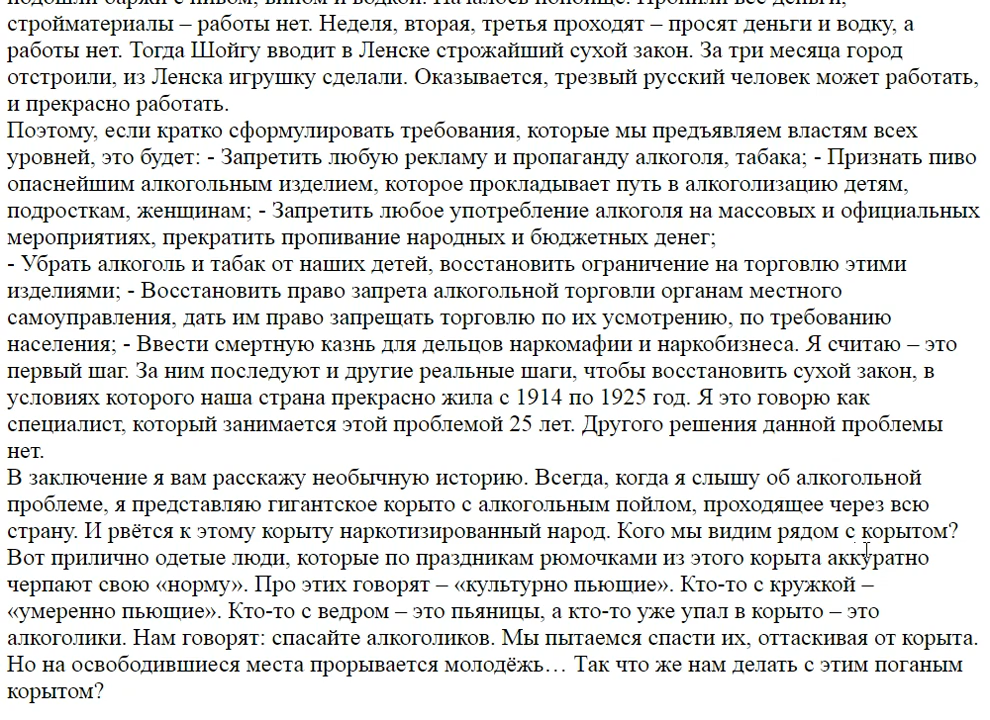 подошли баржи с пивом, вином и водкой. Началось попоище. Пропили все деньги,
стройматериалы – работы нет. Неделя, вторая, третья проходят – просят деньги и водку, а
работы нет. Тогда Шойгу вводит в Ленске строжайший сухой закон. За три месяца город
отстроили, из Ленска игрушку сделали. Оказывается, трезвый русский человек может работать,
и прекрасно работать.
Поэтому, если кратко сформулировать требования, которые мы предъявляем властям всех
уровней, это будет: - Запретить любую рекламу и пропаганду алкоголя, табака; - Признать пиво
опаснейшим алкогольным изделием, которое прокладывает путь в алкоголизацию детям,
подросткам, женщинам; - Запретить любое употребление алкоголя на массовых и официальных
мероприятиях, прекратить пропивание народных и бюджетных денег;
- Убрать алкоголь и табак от наших детей, восстановить ограничение на торговлю этими
изделиями; - Восстановить право запрета алкогольной торговли органам местного
самоуправления, дать им право запрещать торговлю по их усмотрению, по требованию
населения; - Ввести смертную казнь для дельцов наркомафии и наркобизнеса. Я считаю – это
первый шаг. За ним последуют и другие реальные шаги, чтобы восстановить сухой закон, в
условиях которого наша страна прекрасно жила с 1914 по 1925 год. Я это говорю как
специалист, который занимается этой проблемой 25 лет. Другого решения данной проблемы
нет.
В заключение я вам расскажу необычную историю. Всегда, когда я слышу об алкогольной
проблеме, я представляю гигантское корыто с алкогольным пойлом, проходящее через всю
страну. И рвётся к этому корыту наркотизированный народ. Кого мы видим рядом с корытом?
Вот прилично одетые люди, которые по праздникам рюмочками из этого корыта аккуратно
черпают свою «норму». Про этих говорят – «культурно пьющие». Кто-то с кружкой –
«умеренно пьющие». Кто-то с ведром – это пьяницы, а кто-то уже упал в корыто – это
алкоголики. Нам говорят: спасайте алкоголиков. Мы пытаемся спасти их, оттаскивая от корыта.
Но на освободившиеся места прорывается молодёжь… Так что же нам делать с этим поганым
корытом?